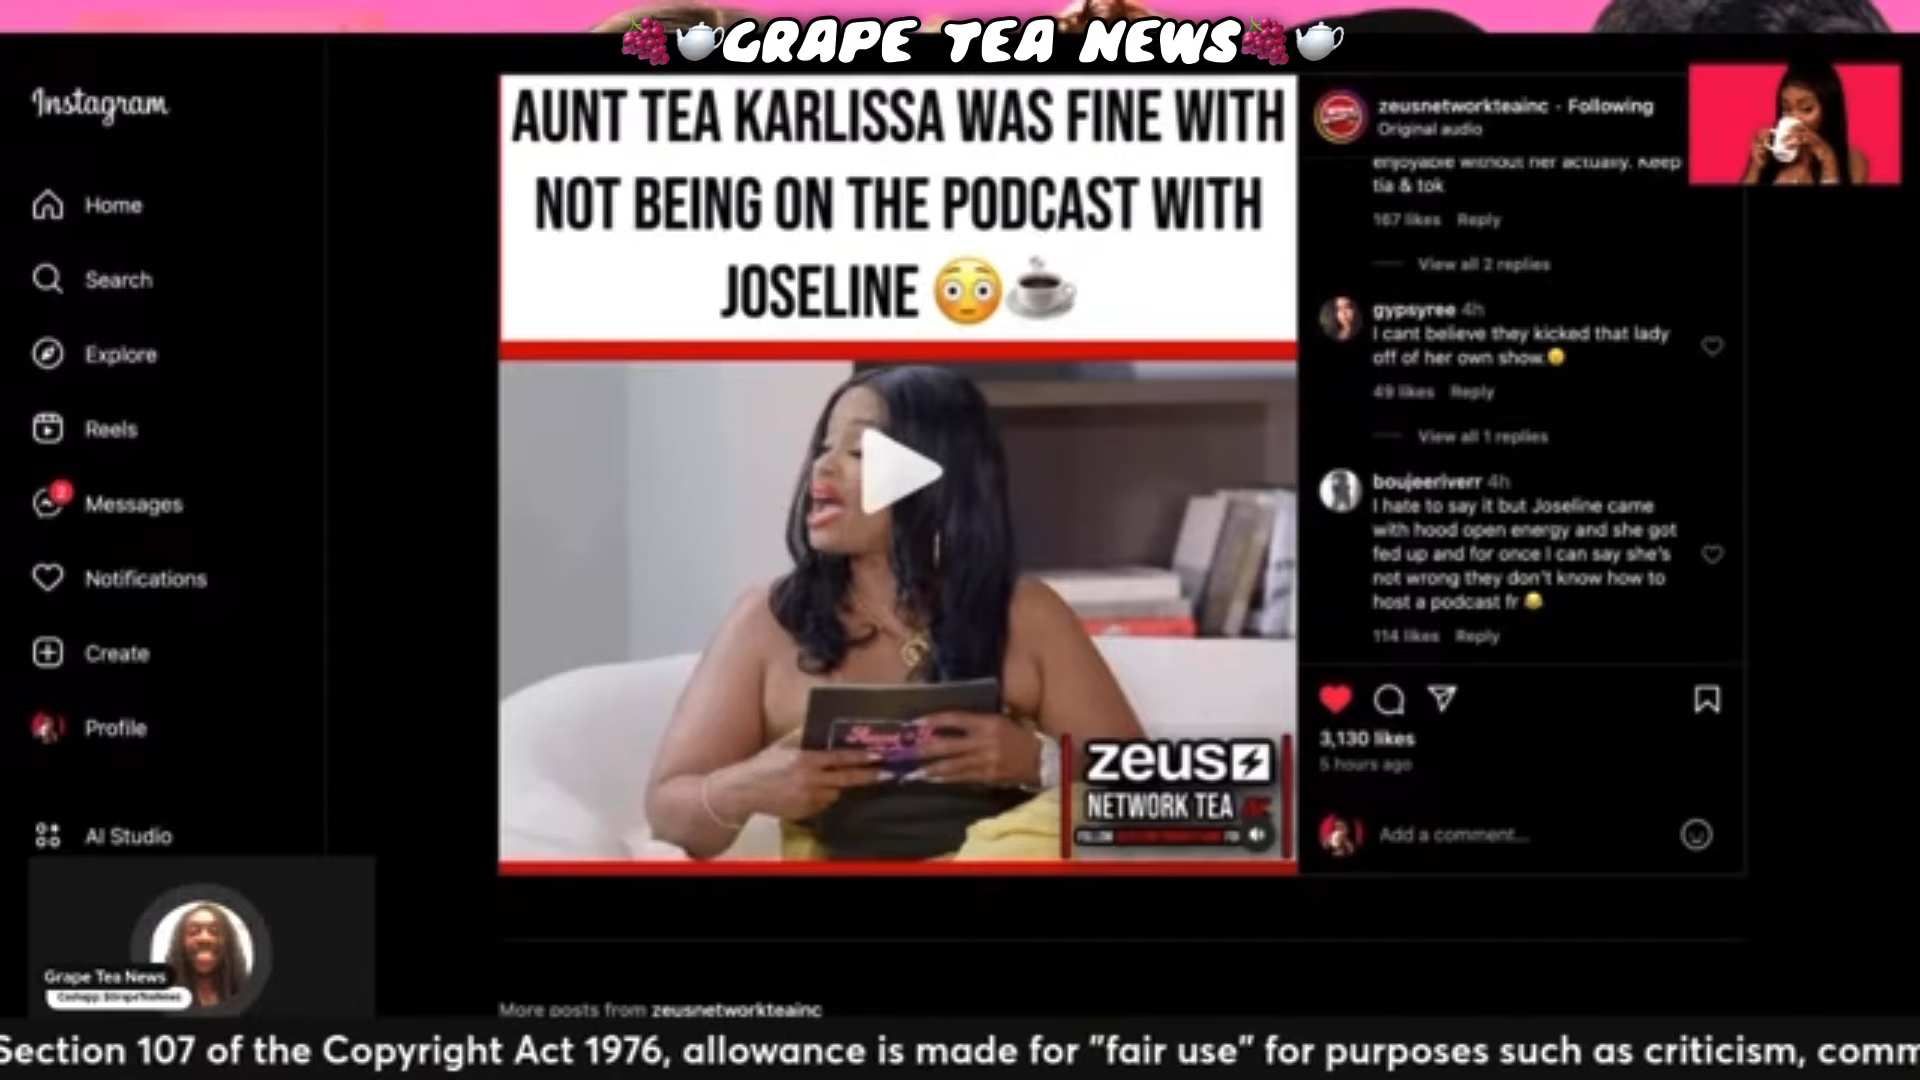 GRAPE TEA NEWS
Instagram
Home
Search
Explore
Reels
2
Messages
Notifications
Create
Profile
AI Studio
Grape Tea News
Cashapp: $GrapeTeaNews
AUNT TEA KARLISSA WAS FINE WITH
NOT BEING ON THE PODCAST WITH
JOSELINE 😳☕
zeus
NETWORK TEA
FOLLOW
zeusnetworkteainc · Following
Original audio
enjoyable without her actually. Keep
tia & tok
167 likes Reply
View all 2 replies
gypsyree 4h
I cant believe they kicked that lady
off of her own show.
49 likes Reply
View all 1 replies
boujeeriverr 4h
I hate to say it but Joseline came
with hood open energy and she got
fed up and for once I can say she's
not wrong they don't know how to
host a podcast fr
114 likes Reply
3,130 likes
5 hours ago
Add a comment...
More posts from zeusnetworkteainc
Section 107 of the Copyright Act 1976, allowance is made for "fair use" for purposes such as criticism, comm